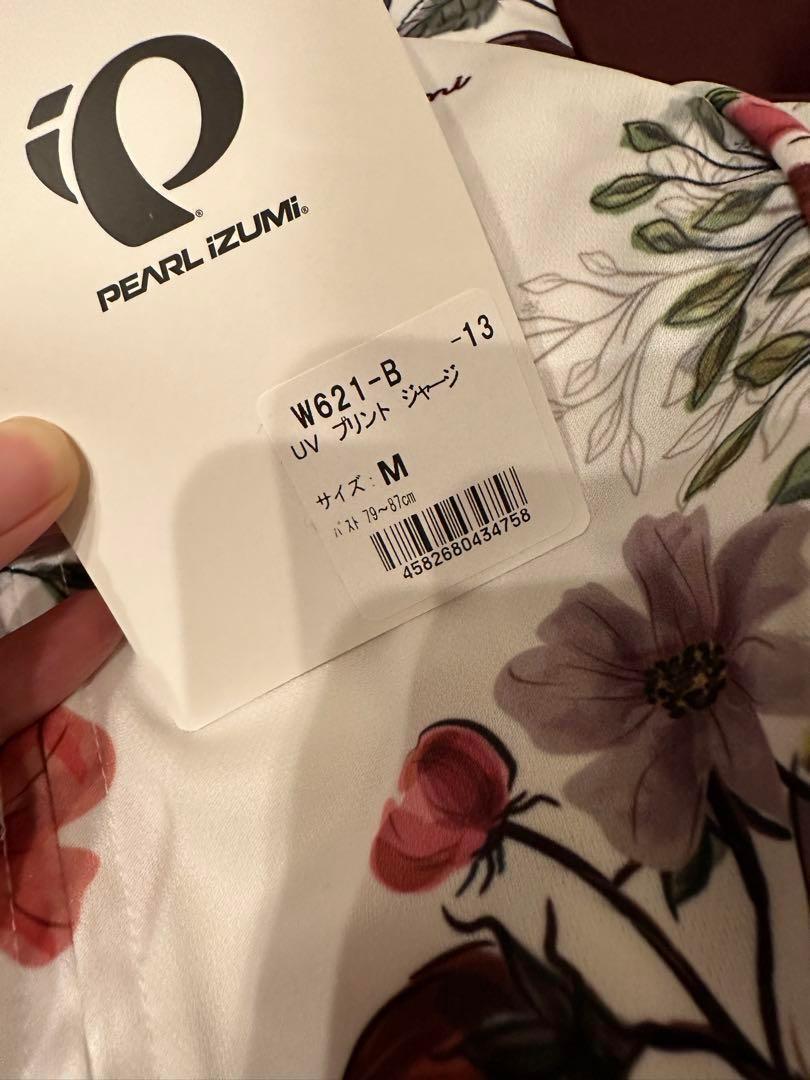 PEARL iZUMi®
W621-B -13
UV プリント ジャージ
サイズ: M
バスト 79~87cm
4582680434758